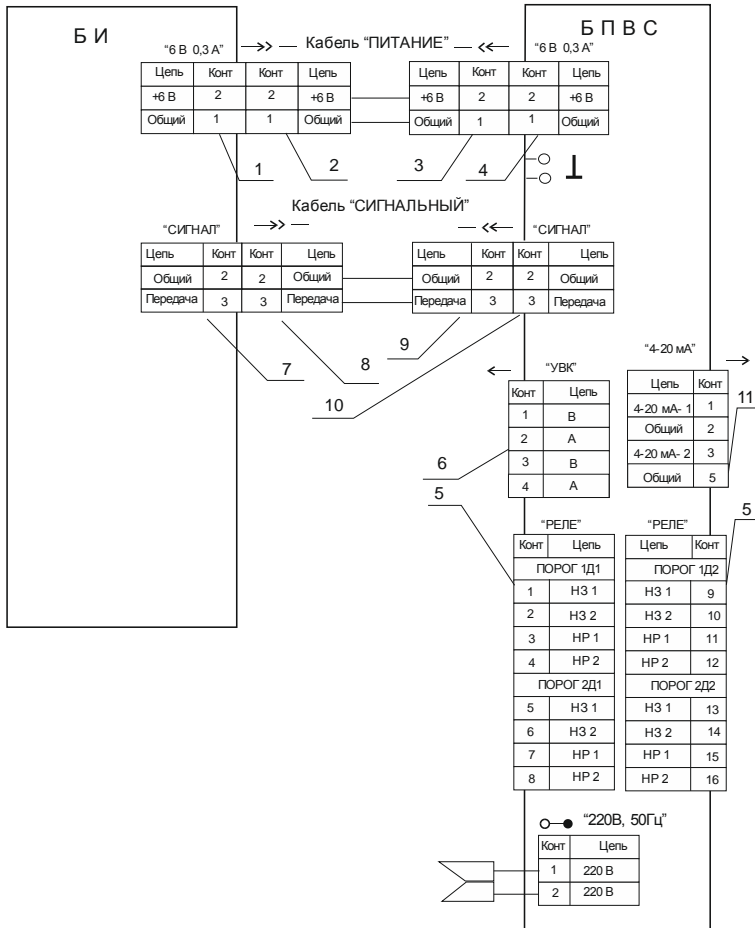 Б И
Б П В С
“6 В 0,3 А” Кабель “ПИТАНИЕ” “6 В 0,3 А”
Цепь Конт Конт Цепь Цепь Конт Конт Цепь
+6 В 2 2 +6 В +6 В 2 2 +6 В
Общий 1 1 Общий Общий 1 1 Общий
1 2 3 4
Кабель “СИГНАЛЬНЫЙ”
“СИГНАЛ” “СИГНАЛ”
Цепь Конт Конт Цепь Цепь Конт Конт Цепь
Общий 2 2 Общий Общий 2 2 Общий
Передача 3 3 Передача Передача 3 3 Передача
7 8 9 10
“УВК”
Конт Цепь
1 В
2 А
3 В
4 А
6
5
“4-20 мА”
Цепь Конт
4-20 мА- 1 1
Общий 2
4-20 мА- 2 3
Общий 5
11
5
“РЕЛЕ” “РЕЛЕ”
Конт Цепь Цепь Конт
ПОРОГ 1Д1 ПОРОГ 1Д2
1 НЗ 1 НЗ 1 9
2 НЗ 2 НЗ 2 10
3 НР 1 НР 1 11
4 НР 2 НР 2 12
ПОРОГ 2Д1 ПОРОГ 2Д2
5 НЗ 1 НЗ 1 13
6 НЗ 2 НЗ 2 14
7 НР 1 НР 1 15
8 НР 2 НР 2 16
“220В, 50Гц”
Конт Цепь
1 220 В
2 220 В